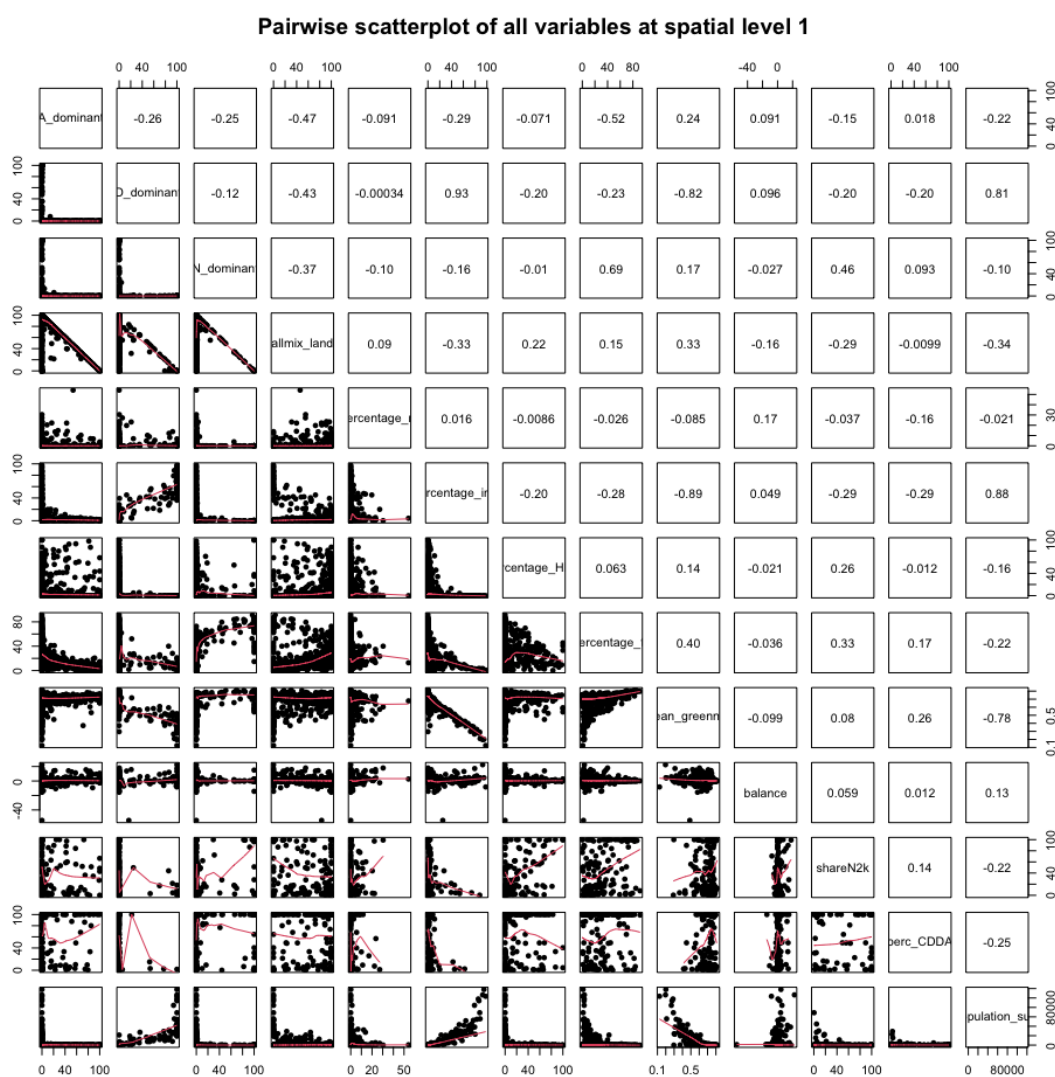 Pairwise scatterplot of all variables at spatial level 1
0 40 100 0 40 100 0 40 100 0 40 80 -40 0 0 40 100
A_dominant -0.26 -0.25 -0.47 -0.091 -0.29 -0.071 -0.52 0.24 0.091 -0.15 0.018 -0.22 0 40 100
0 40 100 D_dominant -0.12 -0.43 -0.00034 0.93 -0.20 -0.23 -0.82 0.096 -0.20 -0.20 0.81
N_dominant -0.37 -0.10 -0.16 -0.01 0.69 0.17 -0.027 0.46 0.093 -0.10 0 40 100
0 40 100 allmix_land 0.09 -0.33 0.22 0.15 0.33 -0.16 -0.29 -0.0099 -0.34
ercentage_r 0.016 -0.0086 -0.026 -0.085 0.17 -0.037 -0.16 -0.021 0 30
0 40 100 rcentage_ir -0.20 -0.28 -0.89 0.049 -0.29 -0.29 0.88
rcentage_H 0.063 0.14 -0.021 0.26 -0.012 -0.16 0 40 100
0 40 80 ercentage_ 0.40 -0.036 0.33 0.17 -0.22
ean_greenn -0.099 0.08 0.26 -0.78 0.1 0.5
-40 0 balance 0.059 0.012 0.13
shareN2k 0.14 -0.22 0 40 100
0 40 100 perc_CDDA -0.25
pulation_su 0 80000
0 40 100 0 40 100 0 20 50 0 40 100 0.1 0.5 0 40 100 0 80000